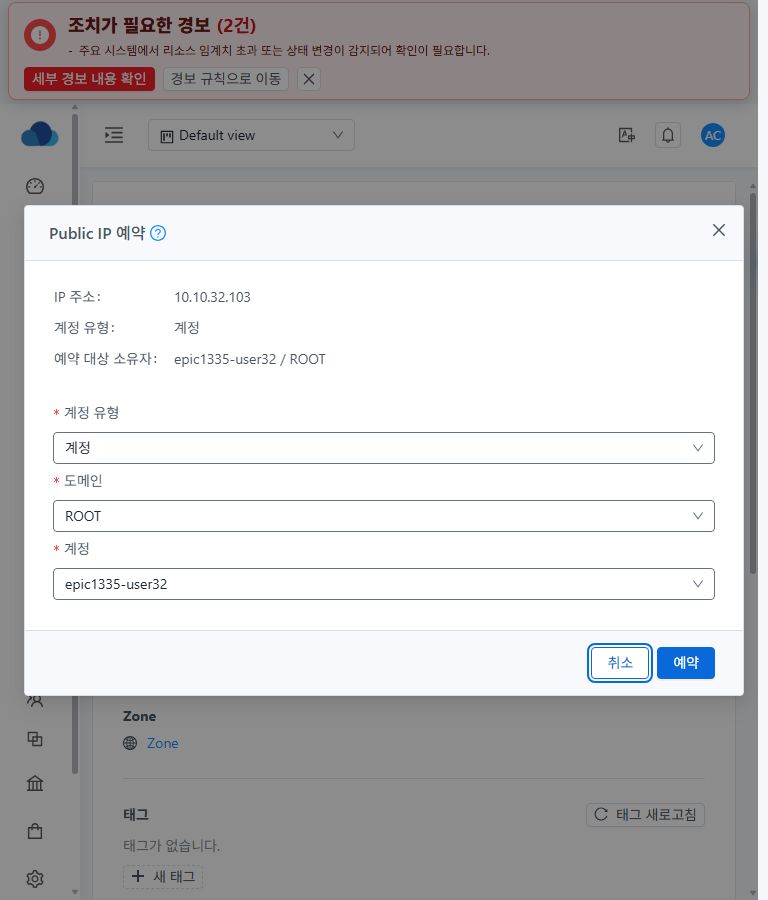 조치가 필요한 경보 (2건)
- 주요 시스템에서 리소스 임계치 초과 또는 상태 변경이 감지되어 확인이 필요합니다.
세부 경보 내용 확인 경보 규칙으로 이동
Default view AC
Public IP 예약
IP 주소: 10.10.32.103
계정 유형: 계정
예약 대상 소유자: epic1335-user32 / ROOT
* 계정 유형
계정
* 도메인
ROOT
* 계정
epic1335-user32
취소 예약
Zone
Zone
태그 태그 새로고침
태그가 없습니다.
+ 새 태그